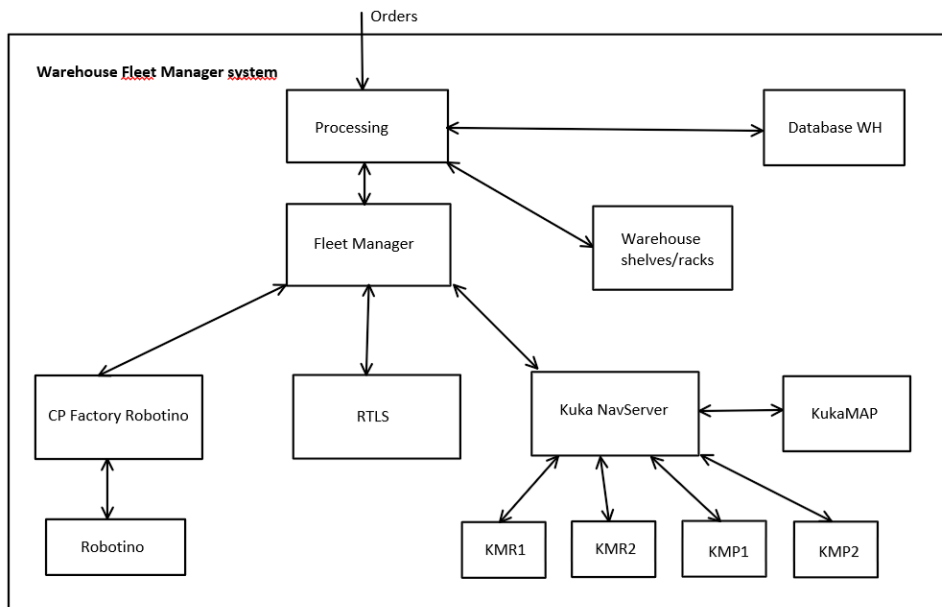 Orders
Warehouse Fleet Manager system
Processing
Database WH
Fleet Manager
Warehouse
shelves/racks
CP Factory Robotino
RTLS
Kuka NavServer
KukaMAP
Robotino
KMR1
KMR2
KMP1
KMP2